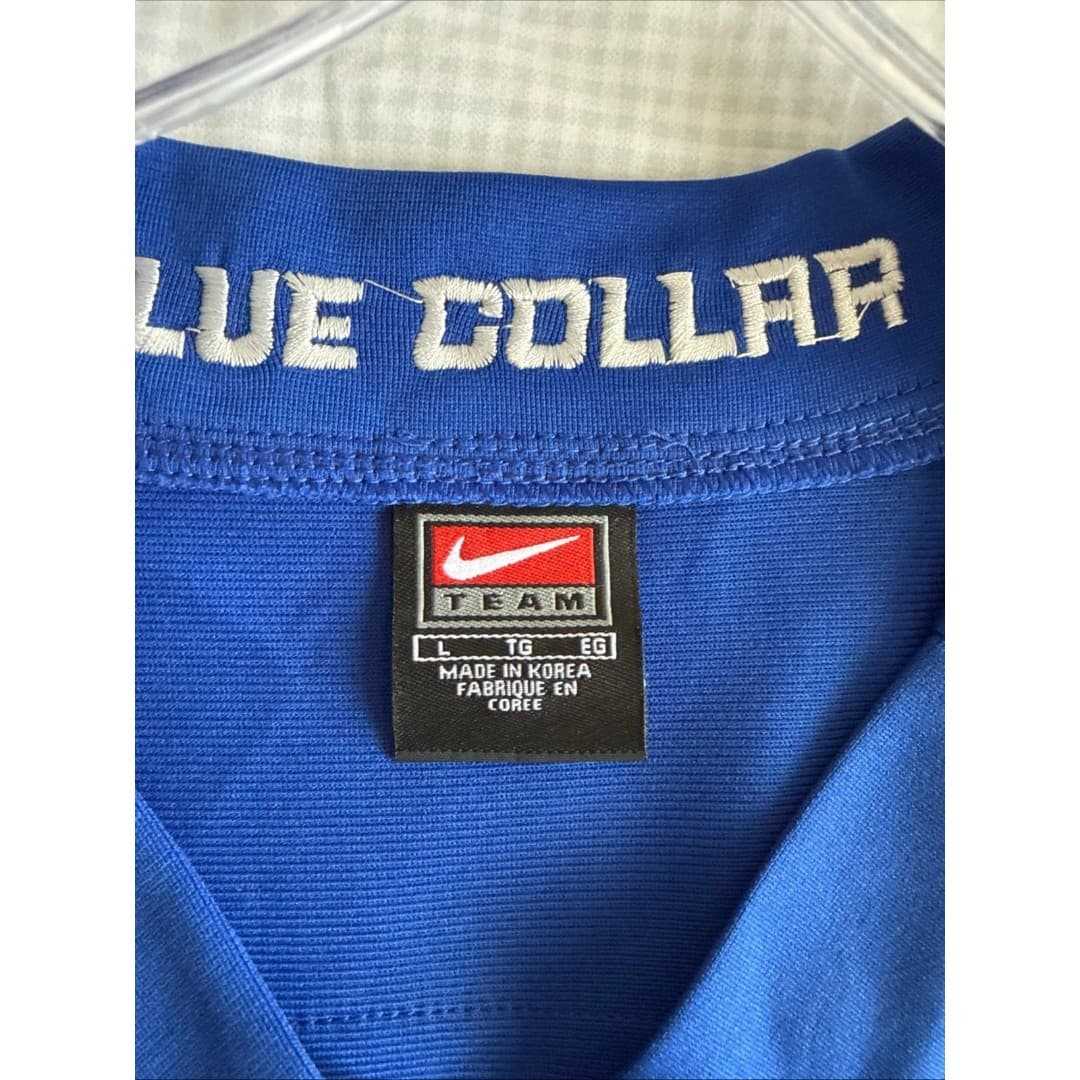 LUE COLLAR
TEAM
L TG EG
MADE IN KOREA
FABRIQUE EN
COREE